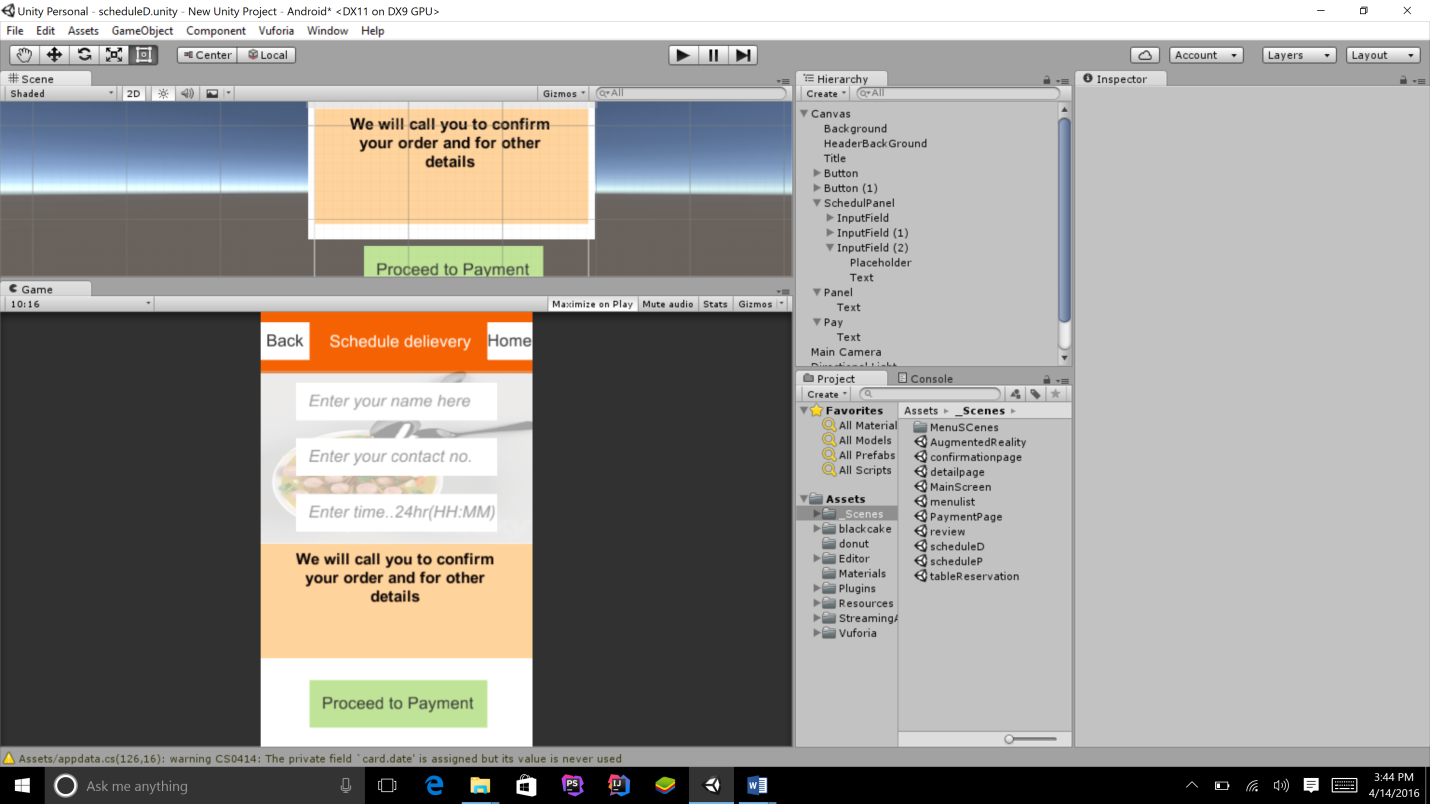 Unity Personal - scheduleD.unity - New Unity Project - Android* <DX11 on DX9 GPU>
File Edit Assets GameObject Component Vuforia Window Help
Center Local Account Layers Layout
Scene
Shaded 2D Gizmos All
We will call you to confirm
your order and for other
details
Proceed to Payment
Game
10:16 Maximize on Play Mute audio Stats Gizmos
Back Schedule delievery Home
Enter your name here
Enter your contact no.
Enter time..24hr(HH:MM)
We will call you to confirm
your order and for other
details
Proceed to Payment
Hierarchy
Create All
Canvas
Background
HeaderBackGround
Title
Button
Button (1)
SchedulPanel
InputField
InputField (1)
InputField (2)
Placeholder
Text
Panel
Text
Pay
Text
Main Camera
Directional Light
Project Console
Create
Favorites
All Material
All Models
All Prefabs
All Scripts
Assets
_Scenes
blackcake
donut
Editor
Materials
Plugins
Resources
StreamingA
Vuforia
Assets _Scenes
MenuSCenes
AugmentedReality
confirmationpage
detailpage
MainScreen
menulist
PaymentPage
review
scheduleD
scheduleP
tableReservation
Inspector
Assets/appdata.cs(126,16): warning CS0414: The private field `card.date' is assigned but its value is never used
Ask me anything
PS
IJ
W
3:44 PM
4/14/2016